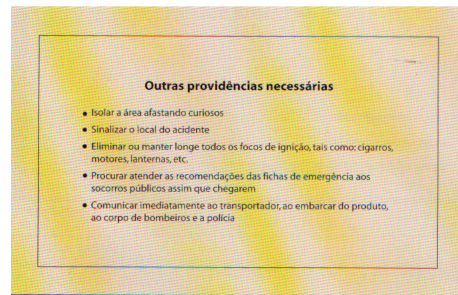 Outras providências necessárias
• Isolar a área afastando curiosos
• Sinalizar o local do acidente
• Eliminar ou manter longe todos os focos de ignição, tais como: cigarros,
motores, lanternas, etc.
• Procurar atender as recomendações das fichas de emergência aos
socorros públicos assim que chegarem
• Comunicar imediatamente ao transportador, ao embarcar do produto,
ao corpo de bombeiros e a polícia